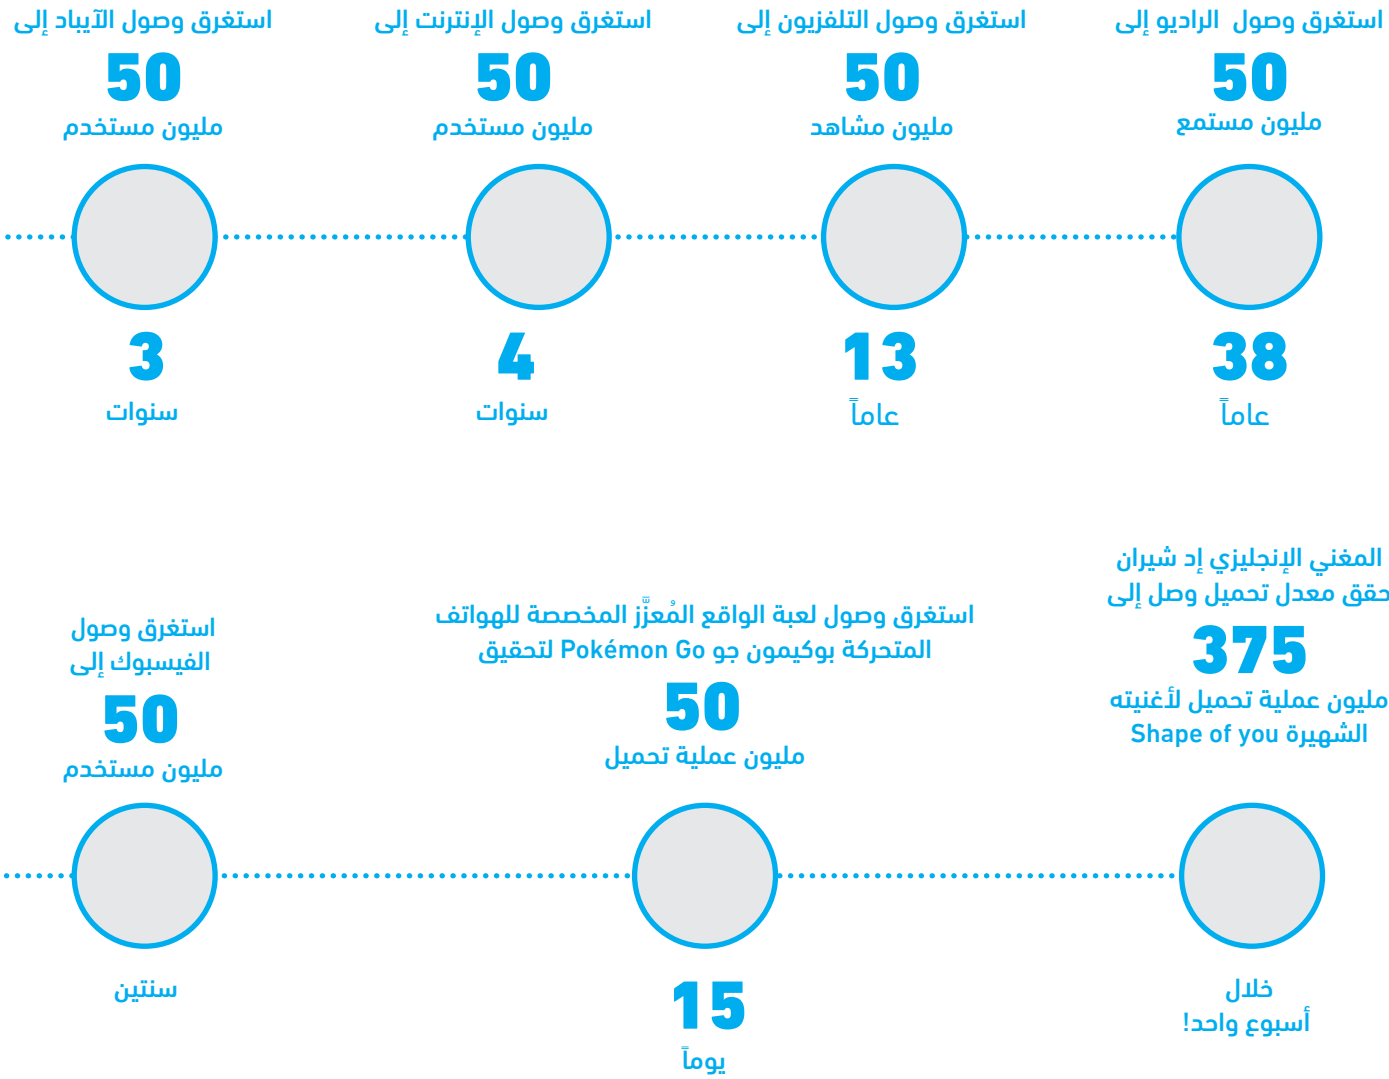 استغرق وصول الراديو إلى
50
مليون مستمع
38
عاماً
استغرق وصول التلفزيون إلى
50
مليون مشاهد
13
عاماً
استغرق وصول الإنترنت إلى
50
مليون مستخدم
4
سنوات
استغرق وصول الآيباد إلى
50
مليون مستخدم
3
سنوات
المغني الإنجليزي إد شيران
حقق معدل تحميل وصل إلى
375
مليون عملية تحميل لأغنيته
الشهيرة Shape of you
خلال
أسبوع واحد!
استغرق وصول لعبة الواقع المُعزَّز المخصصة للهواتف
المتحركة بوكيمون جو Pokémon Go لتحقيق
50
مليون عملية تحميل
15
يوماً
استغرق وصول
الفيسبوك إلى
50
مليون مستخدم
سنتين